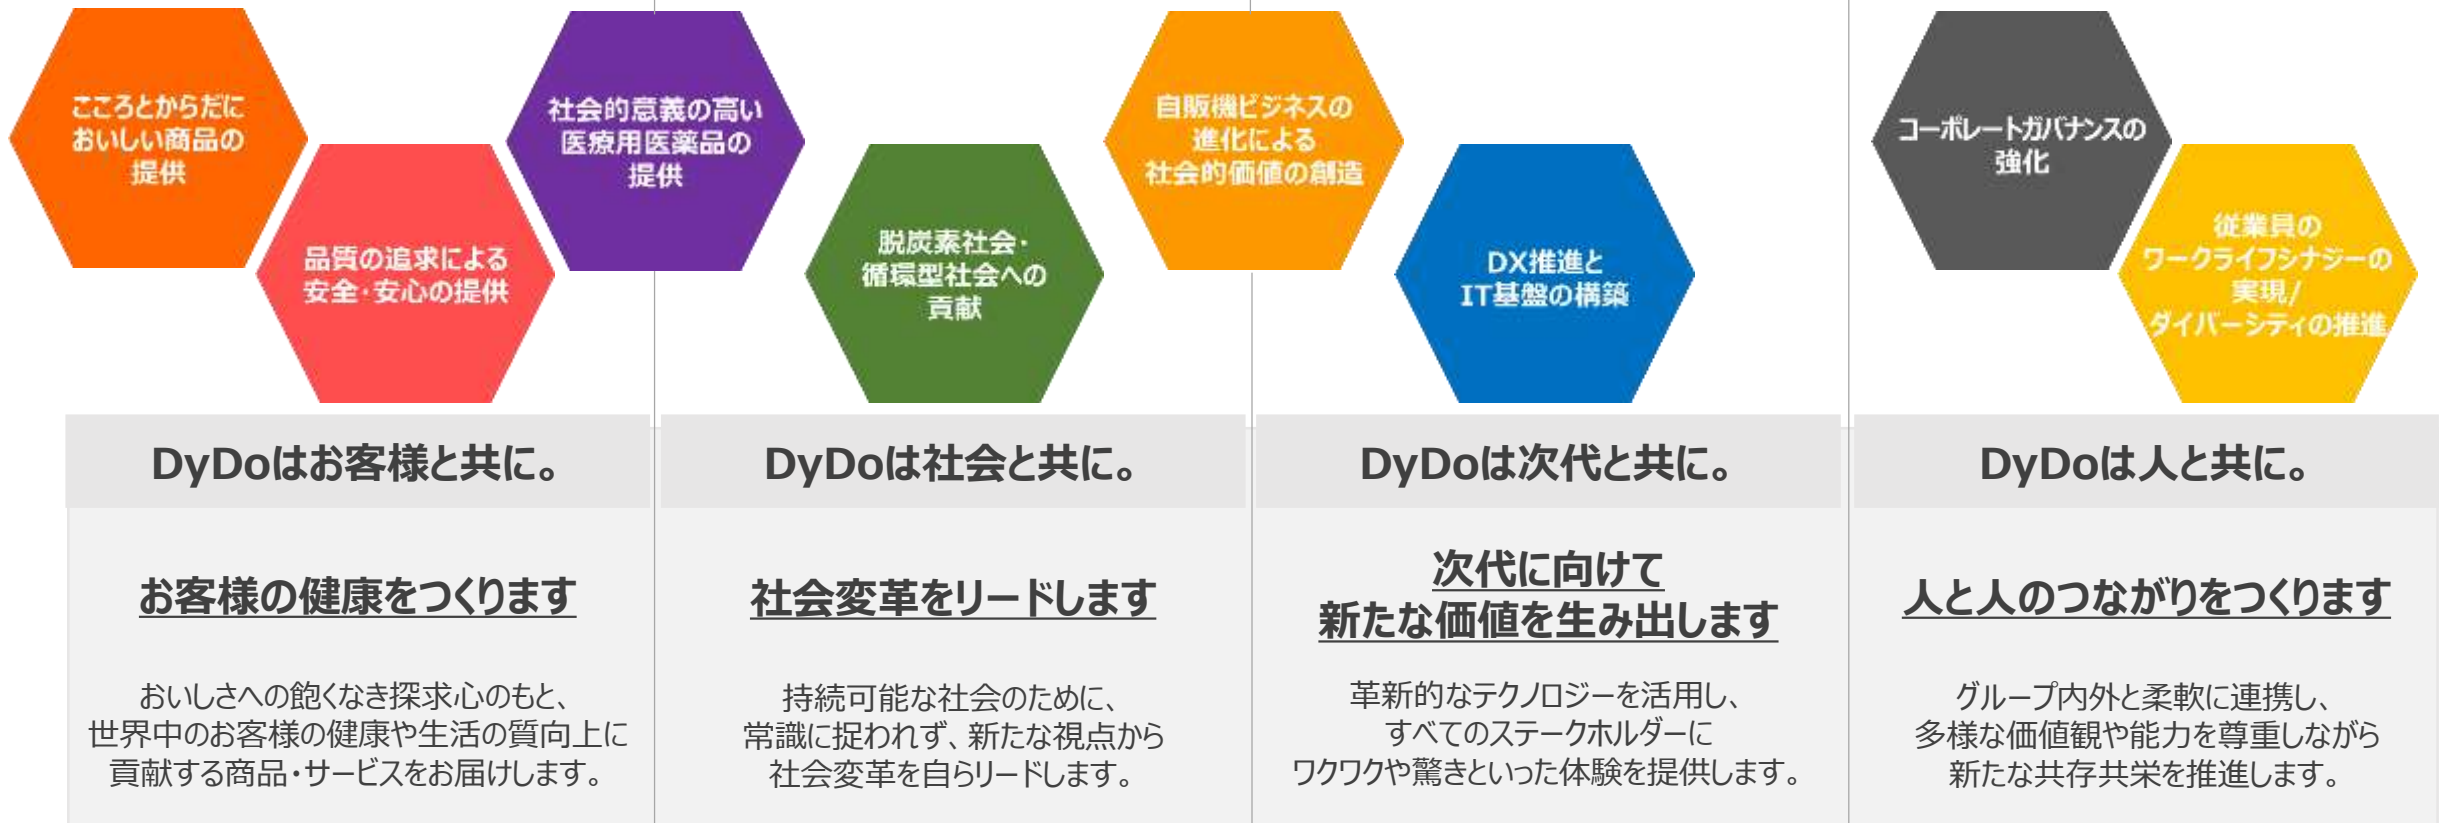 こころとからだに
おいしい商品の
提供
品質の追求による
安全・安心の提供
社会的意義の高い
医療用医薬品の
提供
脱炭素社会・
循環型社会への
貢献
自販機ビジネスの
進化による
社会的価値の創造
DX推進と
IT基盤の構築
コーポレートガバナンスの
強化
従業員の
ワークライフシナジーの
実現/
ダイバーシティの推進
DyDoはお客様と共に。
お客様の健康をつくります
おいしさへの飽くなき探求心のもと、
世界中のお客様の健康や生活の質向上に
貢献する商品・サービスをお届けします。
DyDoは社会と共に。
社会変革をリードします
持続可能な社会のために、
常識に捉われず、新たな視点から
社会変革を自らリードします。
DyDoは次代と共に。
次代に向けて
新たな価値を生み出します
革新的なテクノロジーを活用し、
すべてのステークホルダーに
ワクワクや驚きといった体験を提供します。
DyDoは人と共に。
人と人のつながりをつくります
グループ内外と柔軟に連携し、
多様な価値観や能力を尊重しながら
新たな共存共栄を推進します。